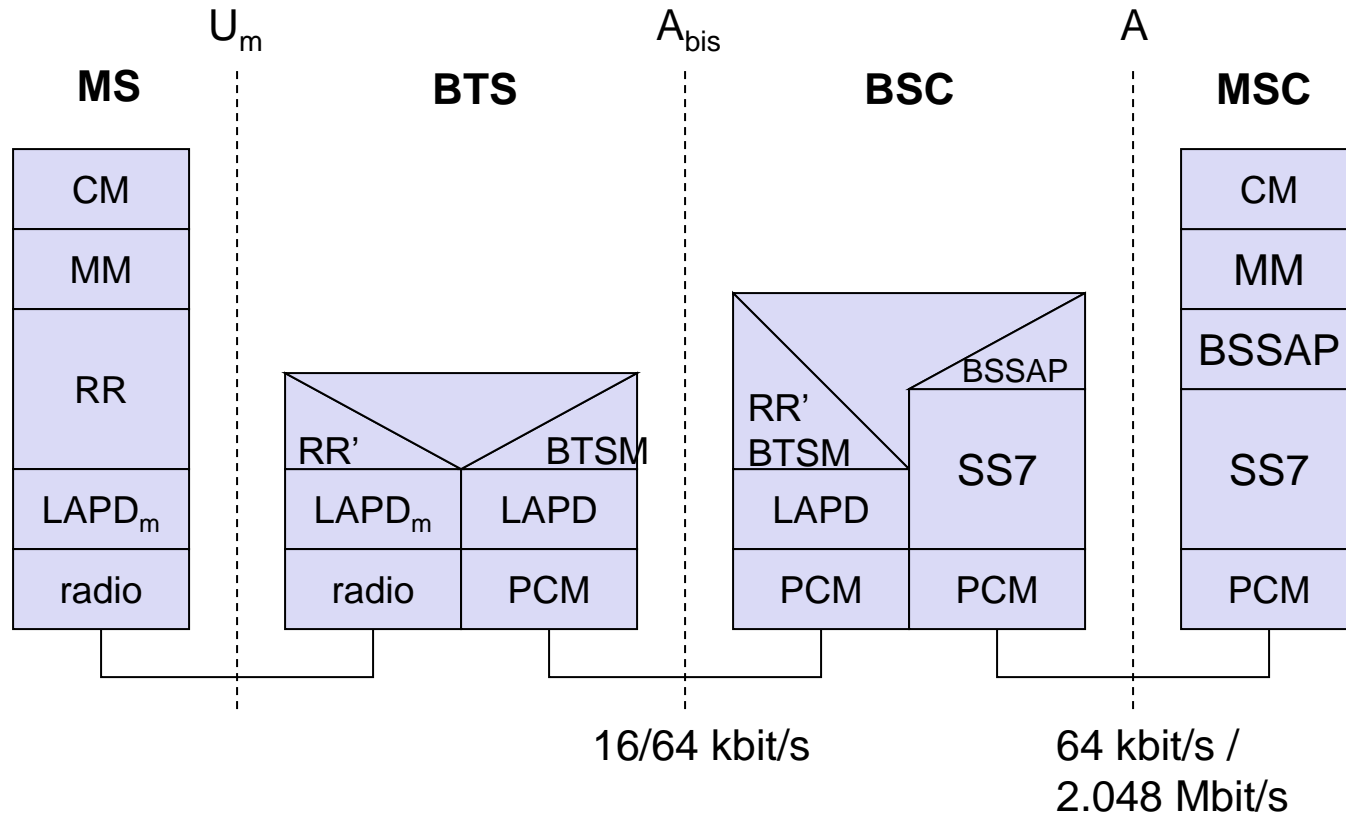 Um Abis A
MS BTS BSC MSC
CM CM
MM MM
BSSAP
BSSAP
RR
RR’
RR’ BTSM
BTSM
SS7 SS7
LAPDm LAPDm LAPD LAPD
radio radio PCM PCM PCM PCM
16/64 kbit/s 64 kbit/s /
2.048 Mbit/s